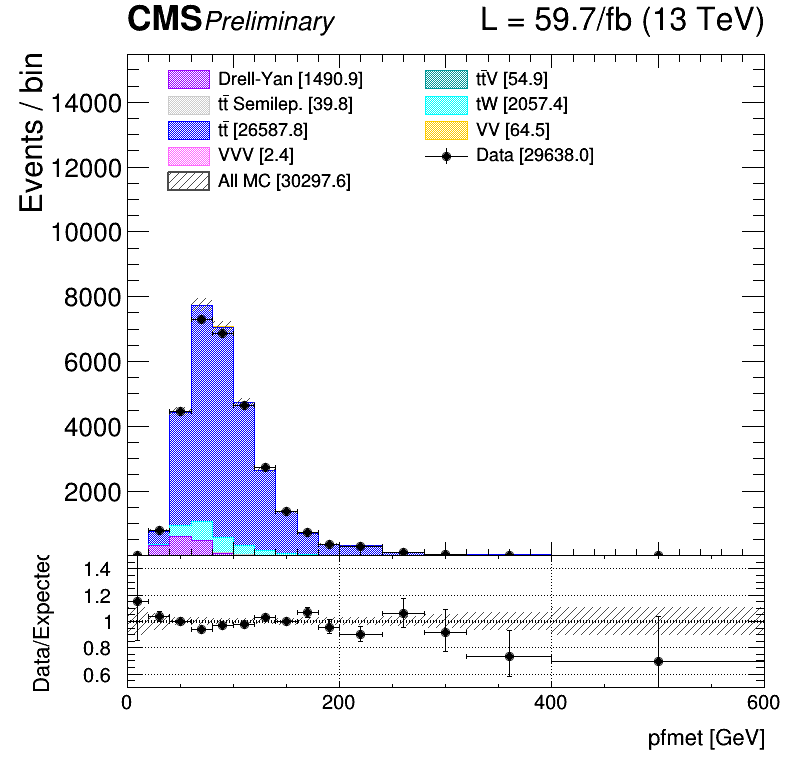 CMS Preliminary L = 59.7/fb (13 TeV)
Events / bin
14000
12000
10000
8000
6000
4000
2000
Drell-Yan [1490.9]
tt̄ Semilep. [39.8]
tt̄ [26587.8]
VVV [2.4]
All MC [30297.6]
tt̄V [54.9]
tW [2057.4]
VV [64.5]
Data [29638.0]
Data/Expected
1.4
1.2
1
0.8
0.6
0 200 400 600
pfmet [GeV]